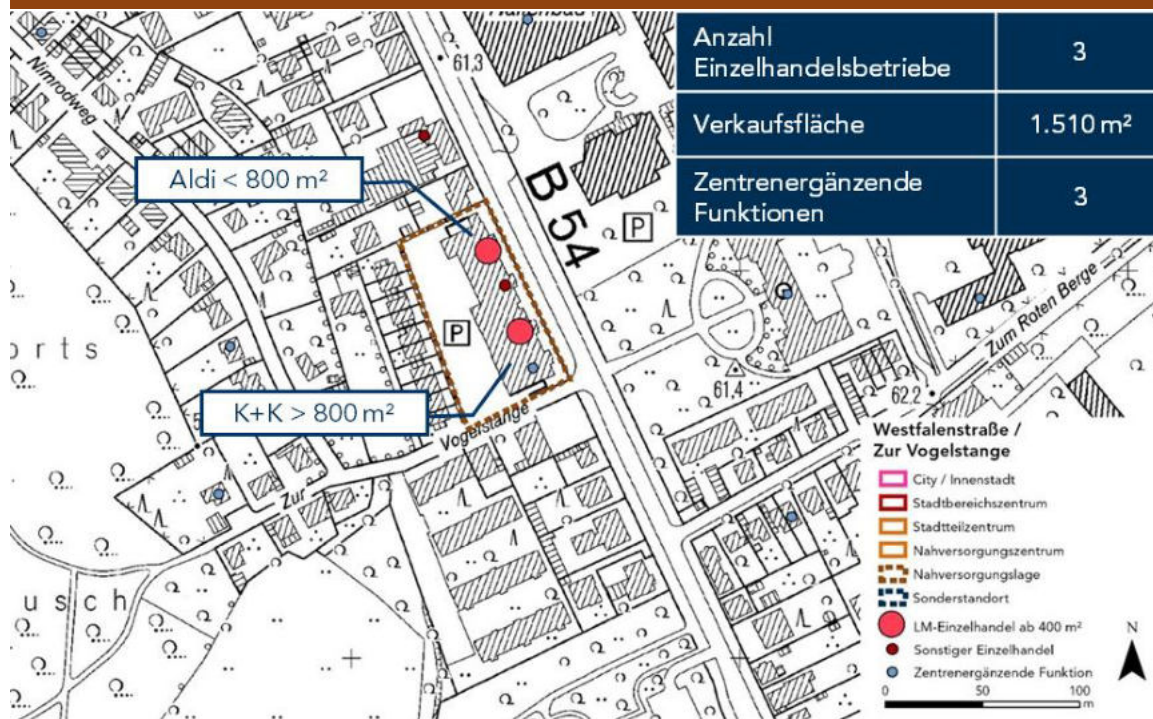 Anzahl
Einzelhandelsbetriebe
3
Verkaufsfläche
1.510 m²
Zentrenergänzende
Funktionen
3
Nimrodweg
61,3
Aldi < 800 m²
B 54
P
P
orts
K+K > 800 m²
Zur Vogelstange
61,4
62,2
Zum Roten Berge
usch
Westfalenstraße /
Zur Vogelstange
City / Innenstadt
Stadtbereichszentrum
Stadtteilzentrum
Nahversorgungszentrum
Nahversorgungslage
Sonderstandort
LM-Einzelhandel ab 400 m²
Sonstiger Einzelhandel
Zentrenergänzende Funktion
N
0 50 100
m